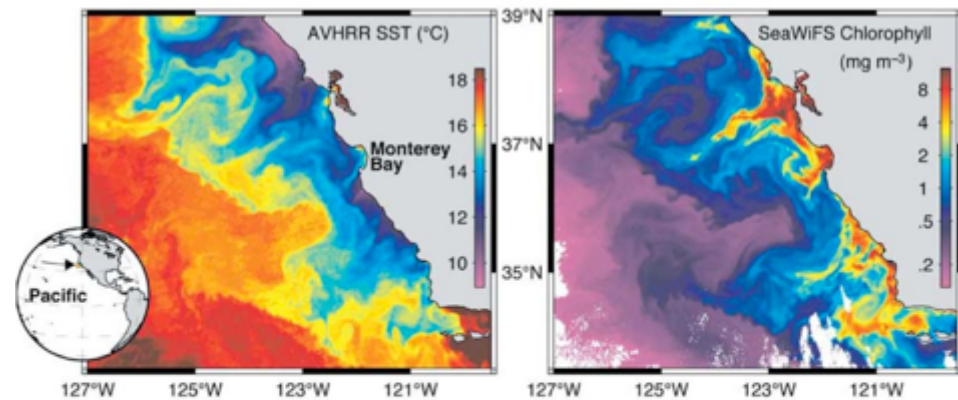 AVHRR SST (°C)
18
16
14
12
10
Monterey
Bay
Pacific
127°W
125°W
123°W
121°W
39°N
37°N
35°N
SeaWiFS Chlorophyll
(mg m⁻³)
8
4
2
1
.5
.2
127°W
125°W
123°W
121°W